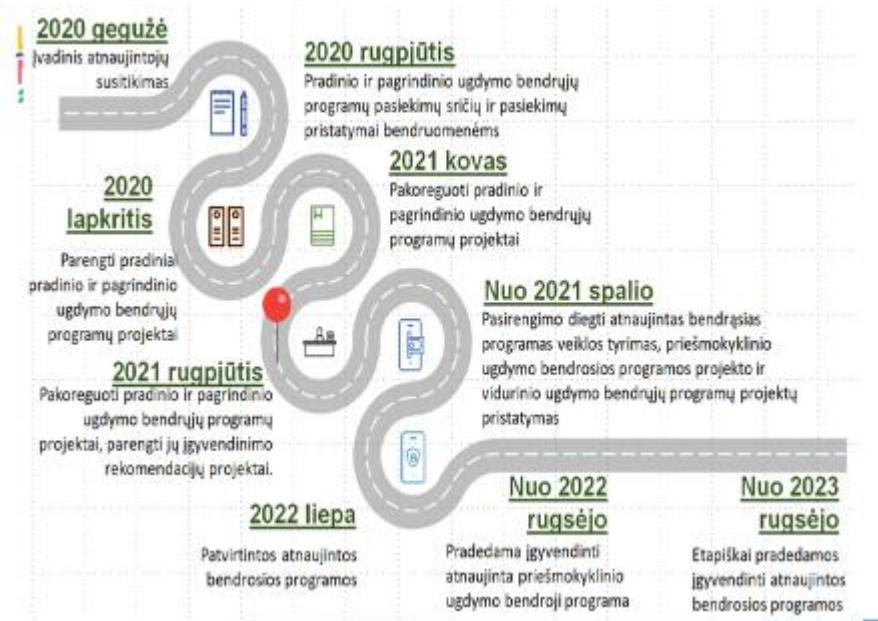 2020 gegužė
Įvadinis atnaujintojų
susitikimas
2020 rugpjūtis
Pradinio ir pagrindinio ugdymo bendrųjų
programų pasiekimų sričių ir pasiekimų
pristatymai bendruomenėms
2020
lapkritis
Parengti pradiniai
pradinio ir pagrindinio
ugdymo bendrųjų
programų projektai
2021 kovas
Pakoreguoti pradinio ir
pagrindinio ugdymo bendrųjų
programų projektai
2021 rugpjūtis
Pakoreguoti pradinio ir pagrindinio
ugdymo bendrųjų programų
projektai, parengti jų įgyvendinimo
rekomendacijų projektai.
Nuo 2021 spalio
Pasirengimo diegti atnaujintas bendrąsias
programas veiklos tyrimas, priešmokyklinio
ugdymo bendrosios programos projekto ir
vidurinio ugdymo bendrųjų programų projektų
pristatymas
2022 liepa
Patvirtintos atnaujintos
bendrosios programos
Nuo 2022
rugsėjo
Pradedama įgyvendinti
atnaujinta priešmokyklinio
ugdymo bendroji programa
Nuo 2023
rugsėjo
Etapiškai pradedamos
įgyvendinti atnaujintos
bendrosios programos